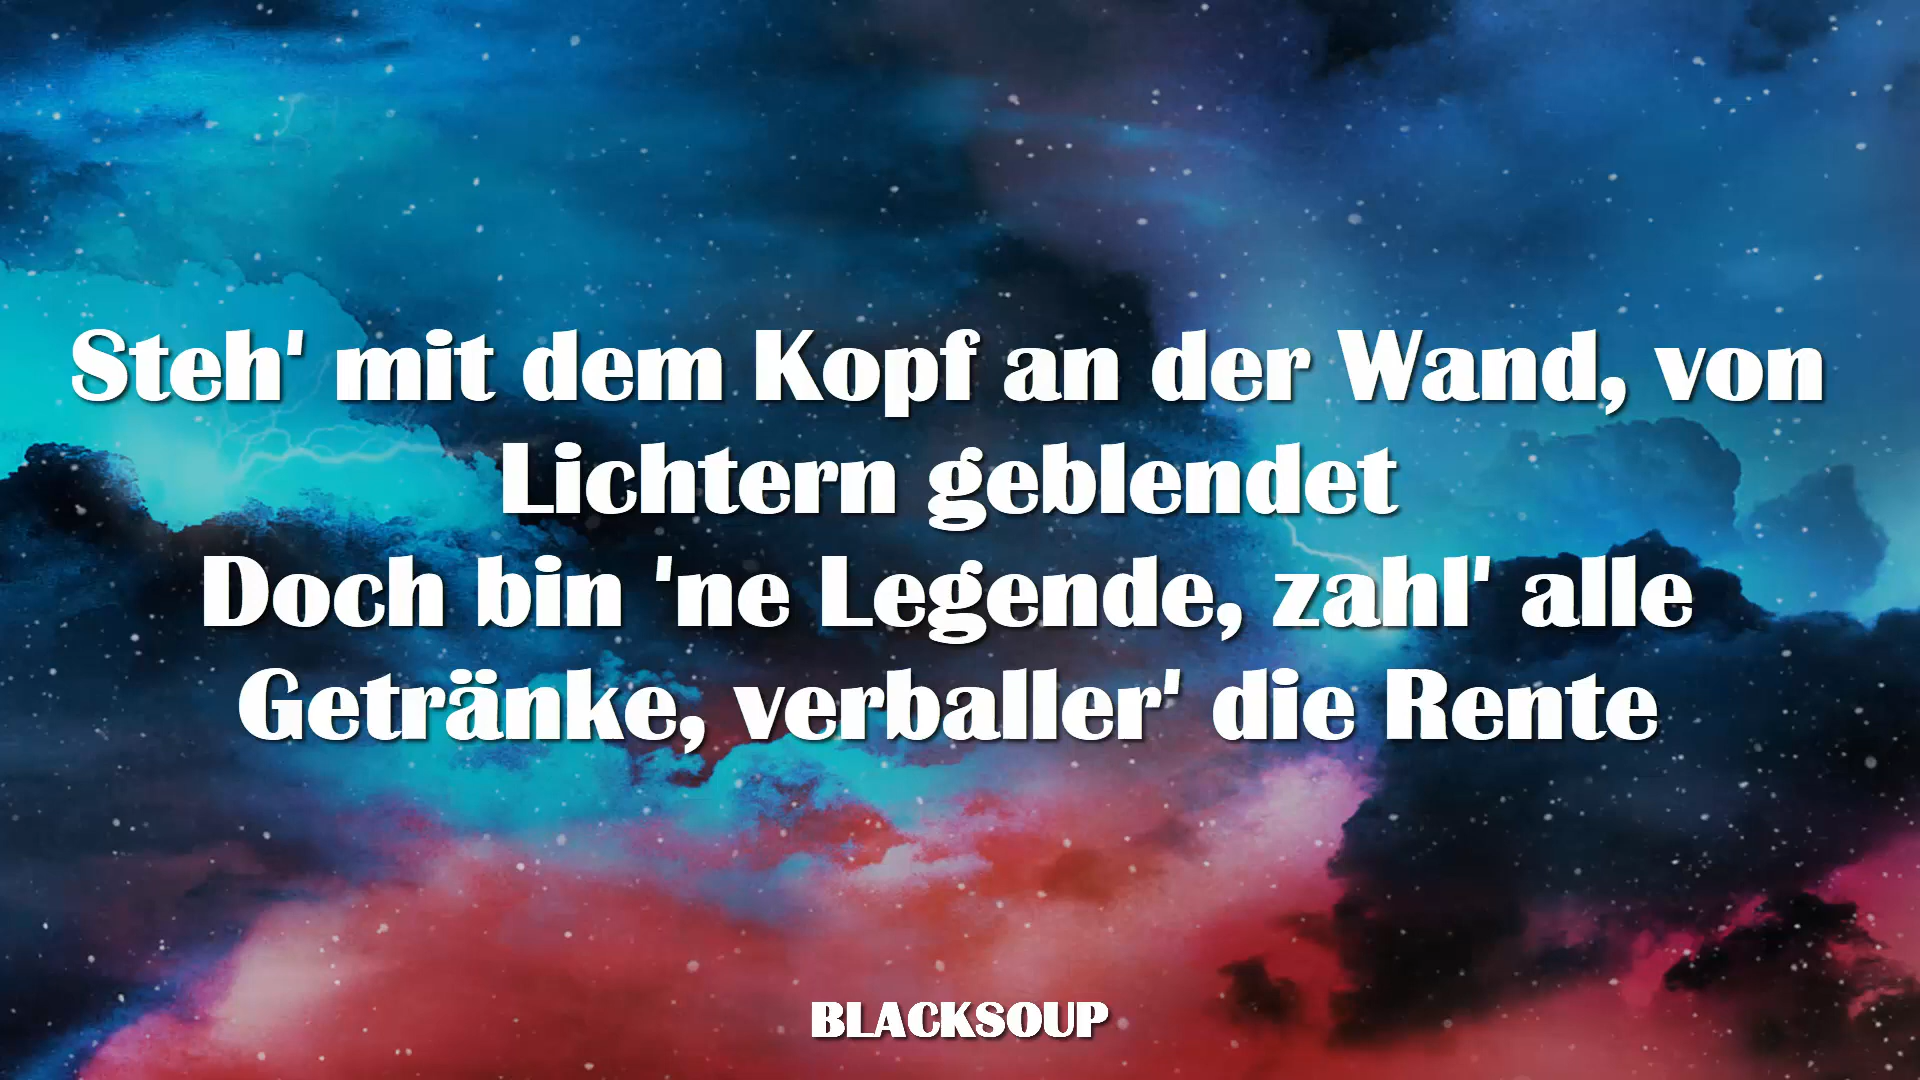 Steh' mit dem Kopf an der Wand, von
Lichtern geblendet
Doch bin 'ne Legende, zahl' alle
Getränke, verballer' die Rente
BLACKSOUP